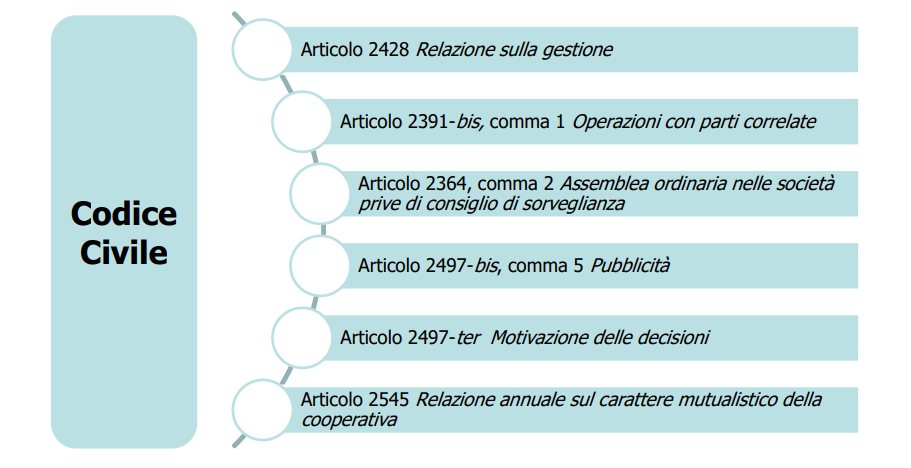 Codice
Civile
Articolo 2428 Relazione sulla gestione
Articolo 2391-bis, comma 1 Operazioni con parti correlate
Articolo 2364, comma 2 Assemblea ordinaria nelle società
prive di consiglio di sorveglianza
Articolo 2497-bis, comma 5 Pubblicità
Articolo 2497-ter Motivazione delle decisioni
Articolo 2545 Relazione annuale sul carattere mutualistico della
cooperativa